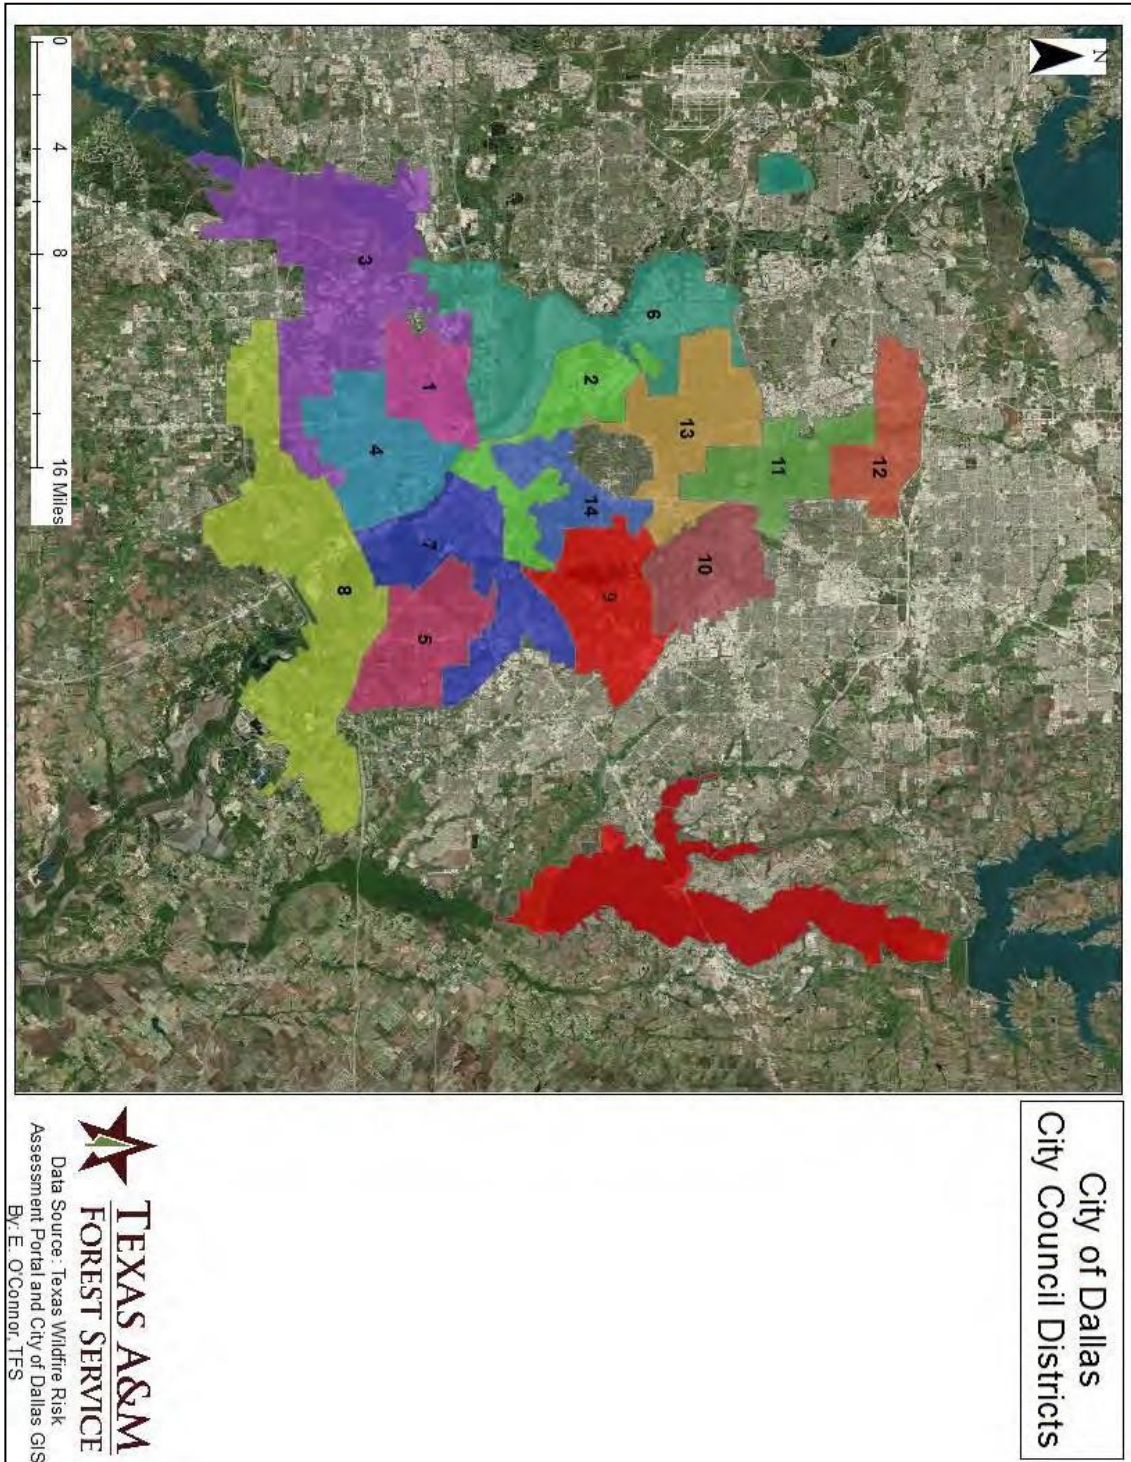 City of Dallas
City Council Districts
N
12
11
13
10
6
2
14
9
1
7
5
3
4
8
0
4
8
16 Miles
TEXAS A&M
FOREST SERVICE
Data Source: Texas Wildfire Risk
Assessment Portal and City of Dallas GIS
By: E. O'Connor, TFS